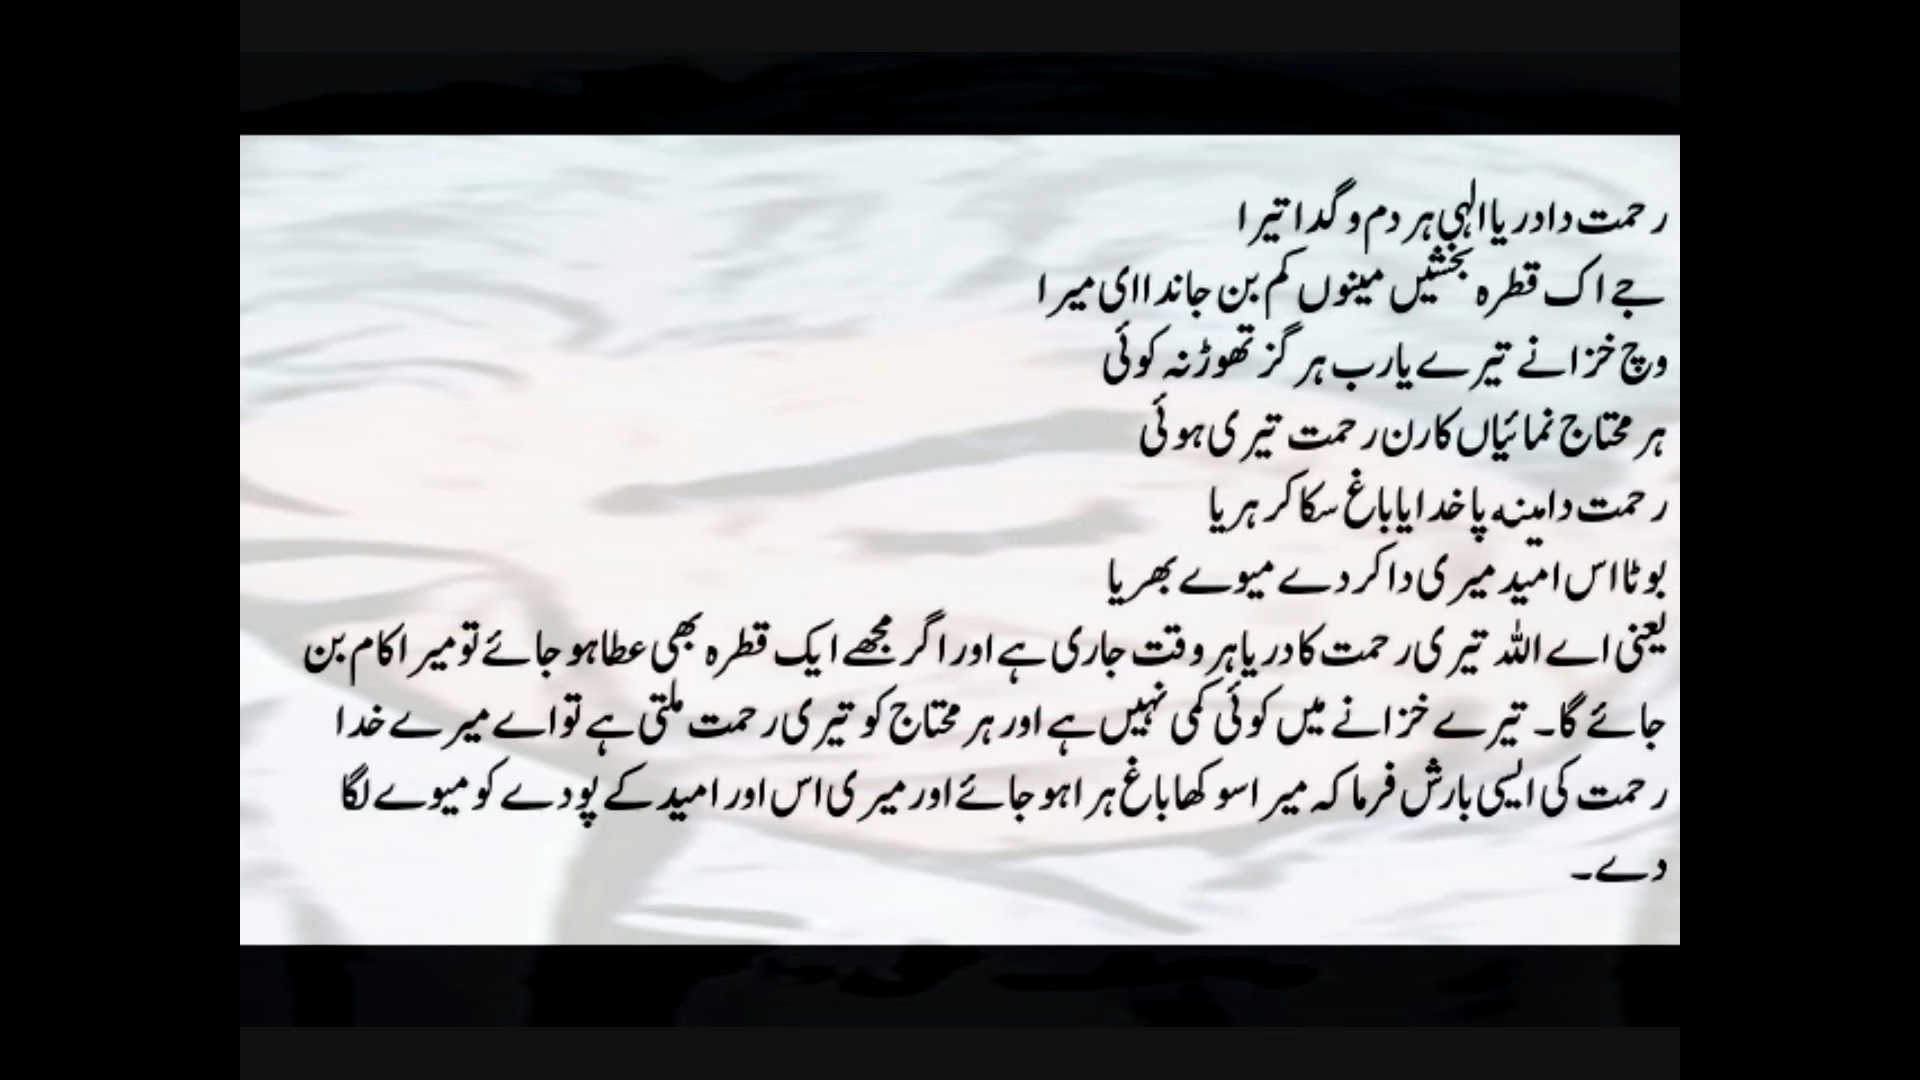 رحمت دا دریا الہی ہر دم وگدا تیرا
جے اک قطرہ بخشیں مینوں کم بن جاندا ای میرا
وچ خزانے تیرے یارب ہرگز تھوڑ نہ کوئی
ہر محتاج نمائیاں کارن رحمت تیری ہوئی
رحمت دا مینہ پا خدایا باغ سکا کر ہریا
بوٹا اس امید میری دا کر دے میوے بھریا
یعنی اے اللہ تیری رحمت کا دریا ہر وقت جاری ہے اور اگر مجھے ایک قطرہ بھی عطا ہو جائے تو میرا کام بن
جائے گا۔ تیرے خزانے میں کوئی کمی نہیں ہے اور ہر محتاج کو تیری رحمت ملتی ہے تو اے میرے خدا
رحمت کی ایسی بارش فرما کہ میرا سوکھا باغ ہرا ہو جائے اور میری اس اور امید کے پودے کو میوے لگا
دے۔